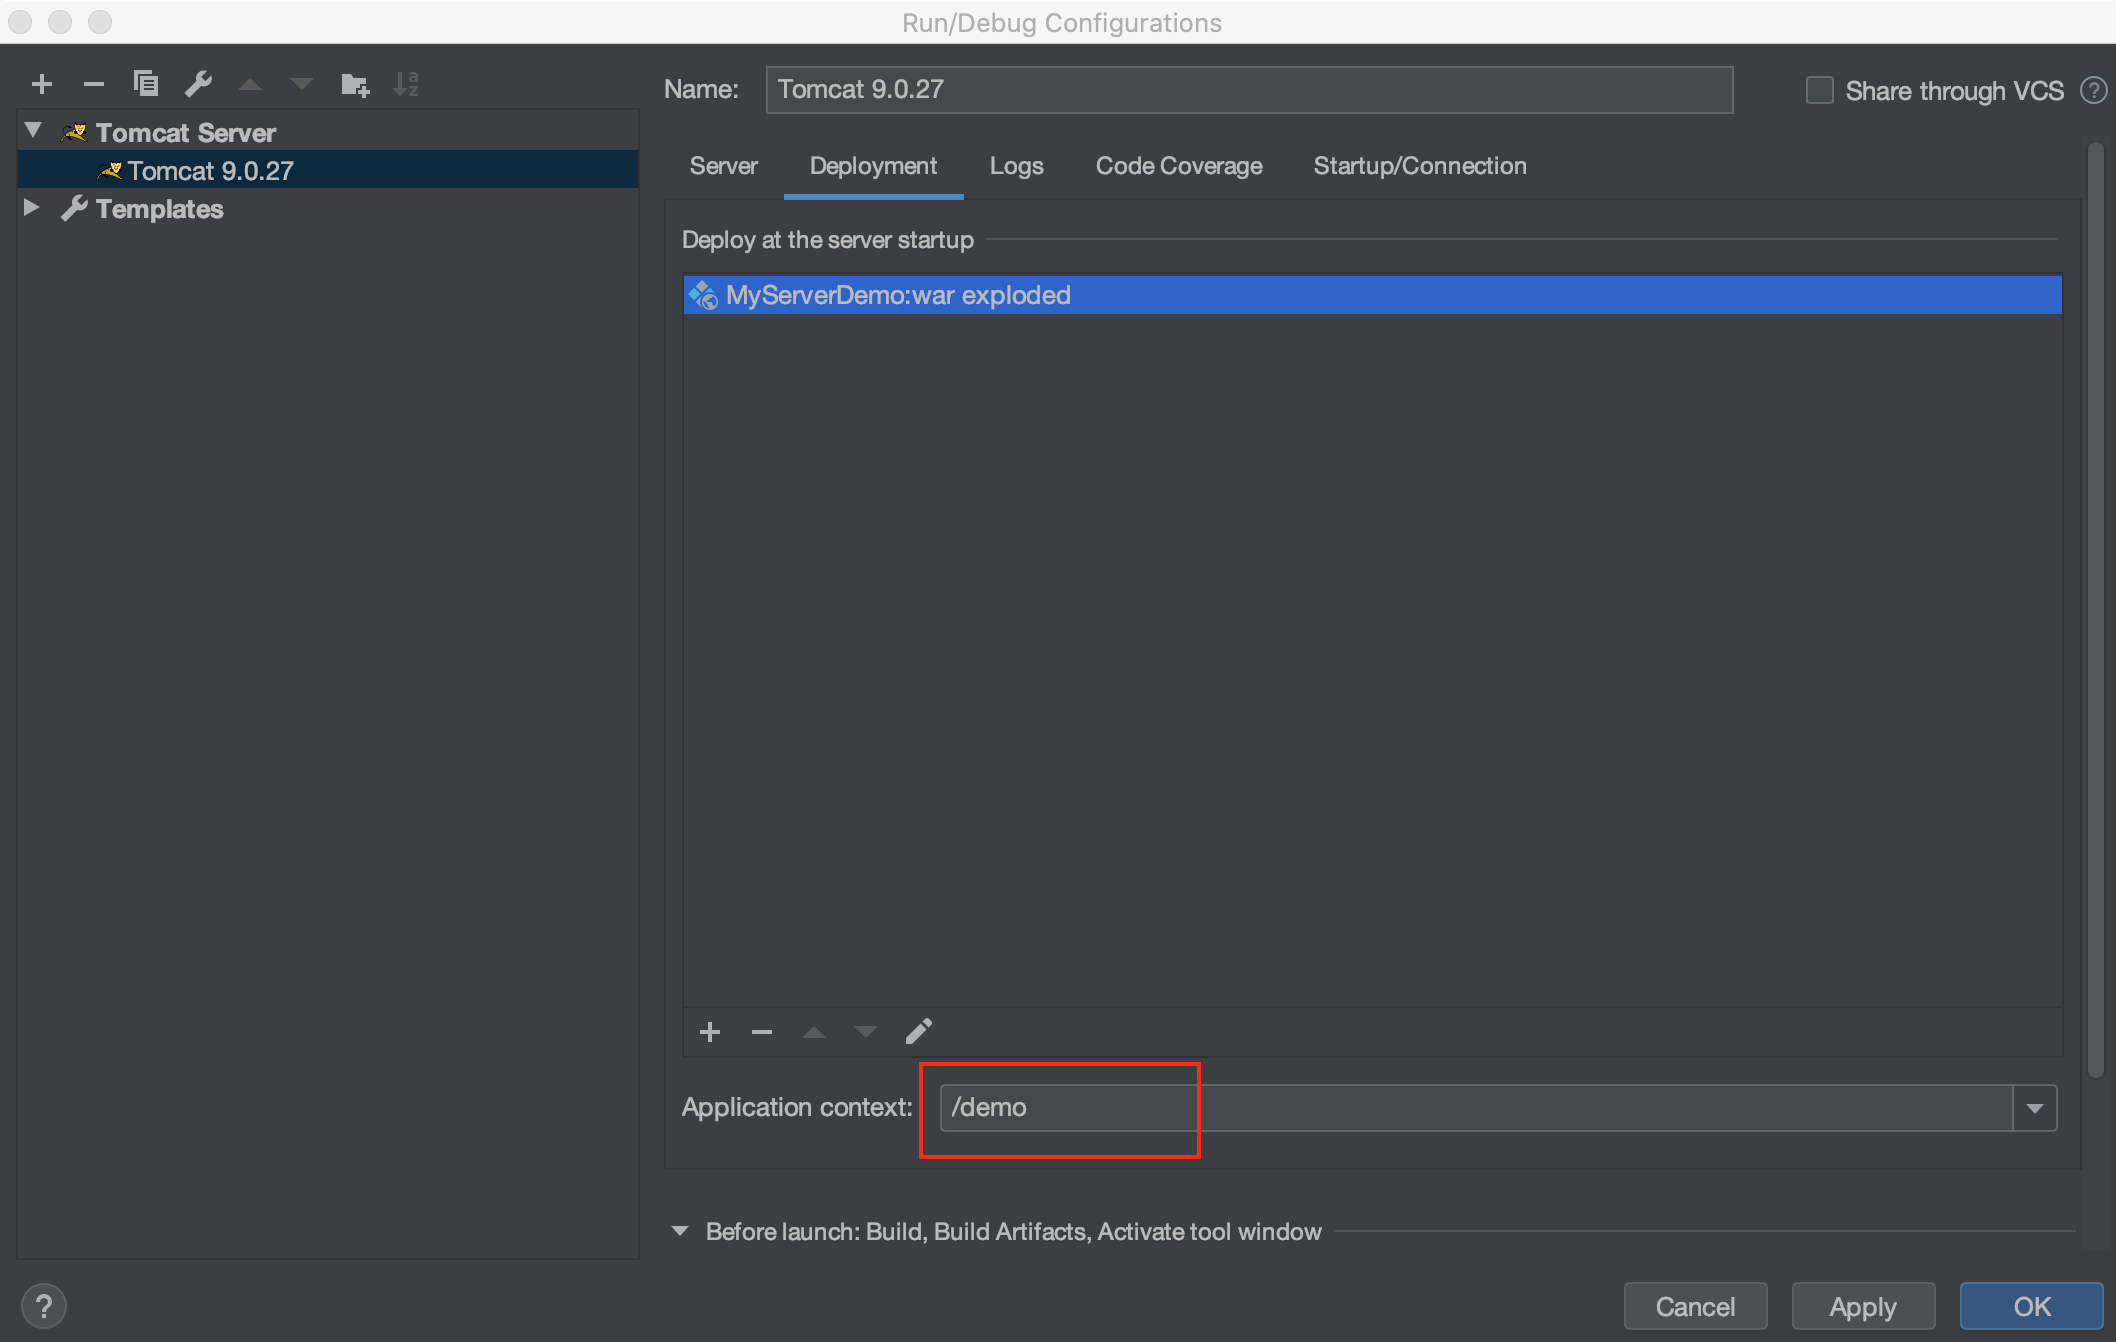 Run/Debug Configurations
Name: Tomcat 9.0.27
Share through VCS ?
Tomcat Server
Tomcat 9.0.27
Templates
Server Deployment Logs Code Coverage Startup/Connection
Deploy at the server startup
MyServerDemo:war exploded
Application context: /demo
Before launch: Build, Build Artifacts, Activate tool window
? Cancel Apply OK